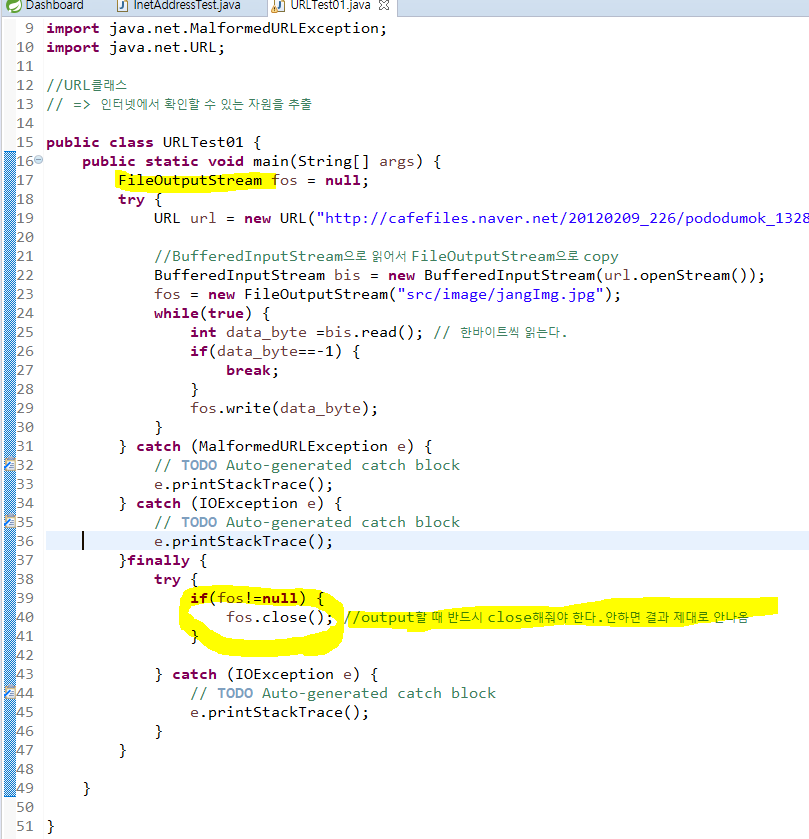 Dashboard InetAddressTest.java URLTest01.java
9 import java.net.MalformedURLException;
10 import java.net.URL;
11
12 //URL클래스
13 // => 인터넷에서 확인할 수 있는 자원을 추출
14
15 public class URLTest01 {
16 public static void main(String[] args) {
17 FileOutputStream fos = null;
18 try {
19 URL url = new URL("http://cafefiles.naver.net/20120209_226/pododumok_1328
20
21 //BufferedInputStream으로 읽어서 FileOutputStream으로 copy
22 BufferedInputStream bis = new BufferedInputStream(url.openStream());
23 fos = new FileOutputStream("src/image/jangImg.jpg");
24 while(true) {
25 int data_byte =bis.read(); // 한바이트씩 읽는다.
26 if(data_byte==-1) {
27 break;
28 }
29 fos.write(data_byte);
30 }
31 } catch (MalformedURLException e) {
32 // TODO Auto-generated catch block
33 e.printStackTrace();
34 } catch (IOException e) {
35 // TODO Auto-generated catch block
36 e.printStackTrace();
37 }finally {
38 try {
39 if(fos!=null) {
40 fos.close(); //output할 때 반드시 close해줘야 한다.안하면 결과 제대로 안나옴
41 }
42
43 } catch (IOException e) {
44 // TODO Auto-generated catch block
45 e.printStackTrace();
46 }
47 }
48
49 }
50
51 }